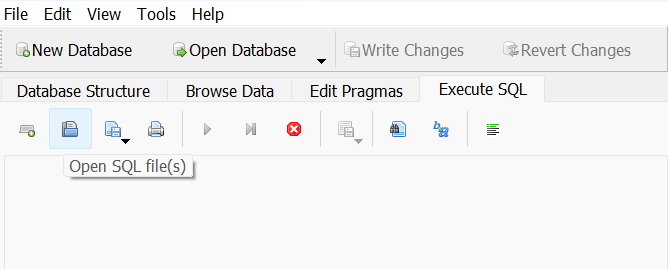 File Edit View Tools Help
New Database Open Database Write Changes Revert Changes
Database Structure Browse Data Edit Pragmas Execute SQL
Open SQL file(s)